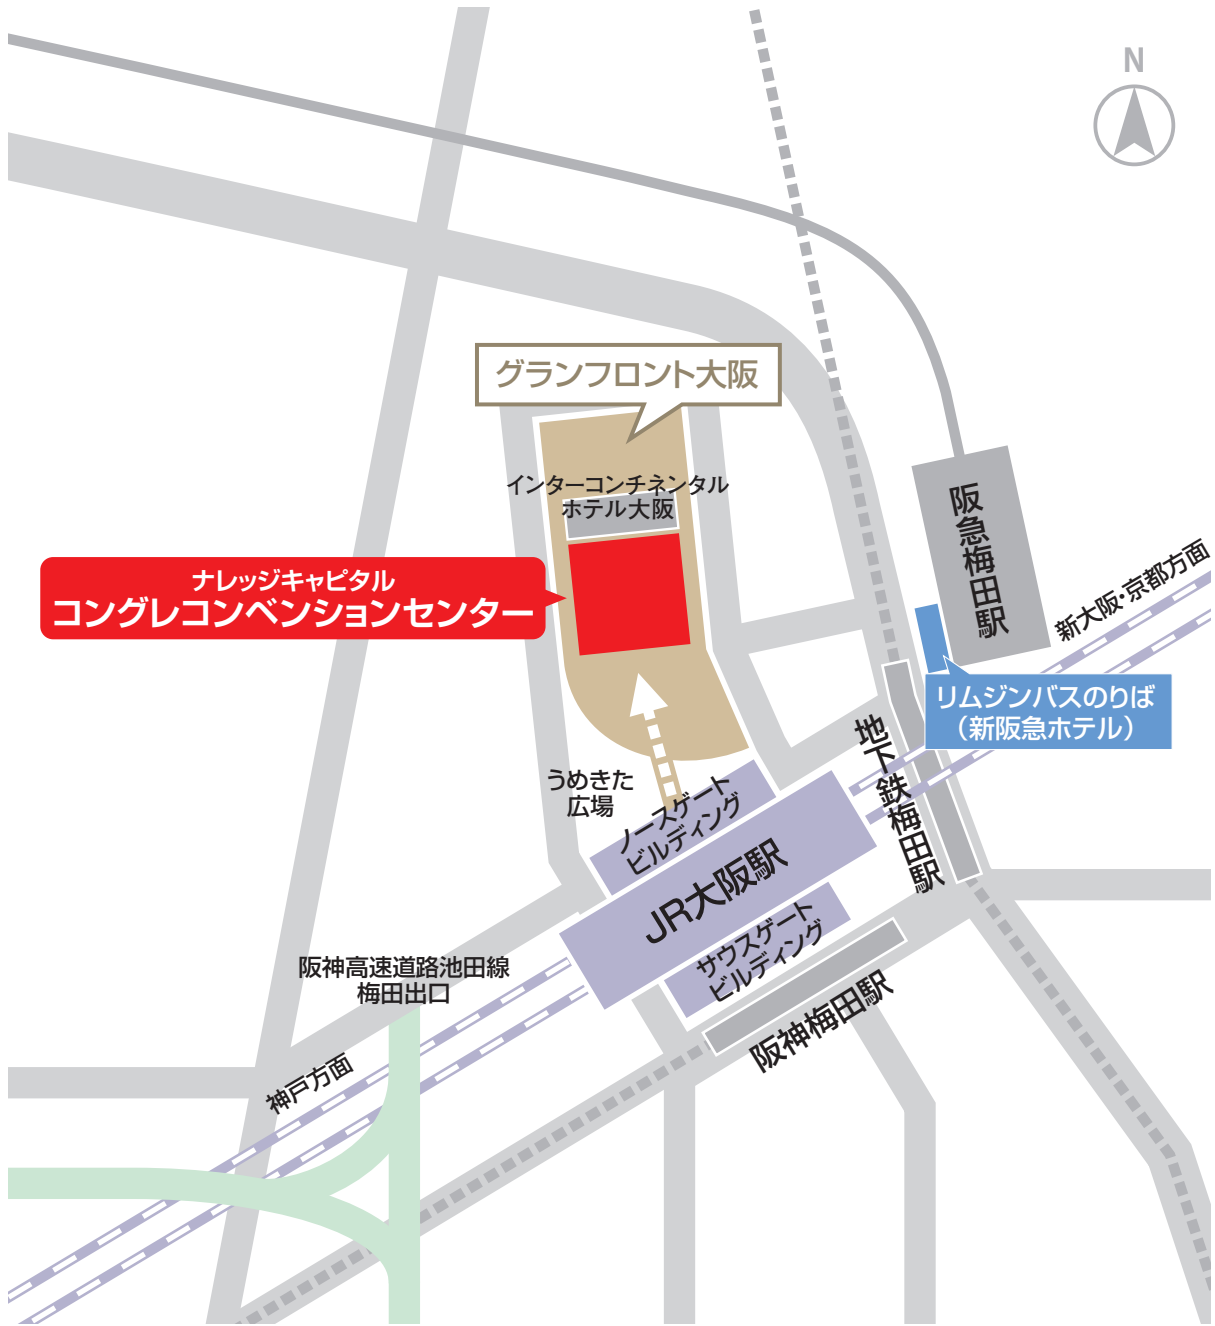 N
グランフロント大阪
インターコンチネンタル
ホテル大阪
ナレッジキャピタル
コングレコンベンションセンター
阪急梅田駅
新大阪・京都方面
リムジンバスのりば
（新阪急ホテル）
地下鉄梅田駅
うめきた
広場
ノースゲート
ビルディング
JR大阪駅
サウスゲート
ビルディング
阪神高速道路池田線
梅田出口
阪神梅田駅
神戸方面